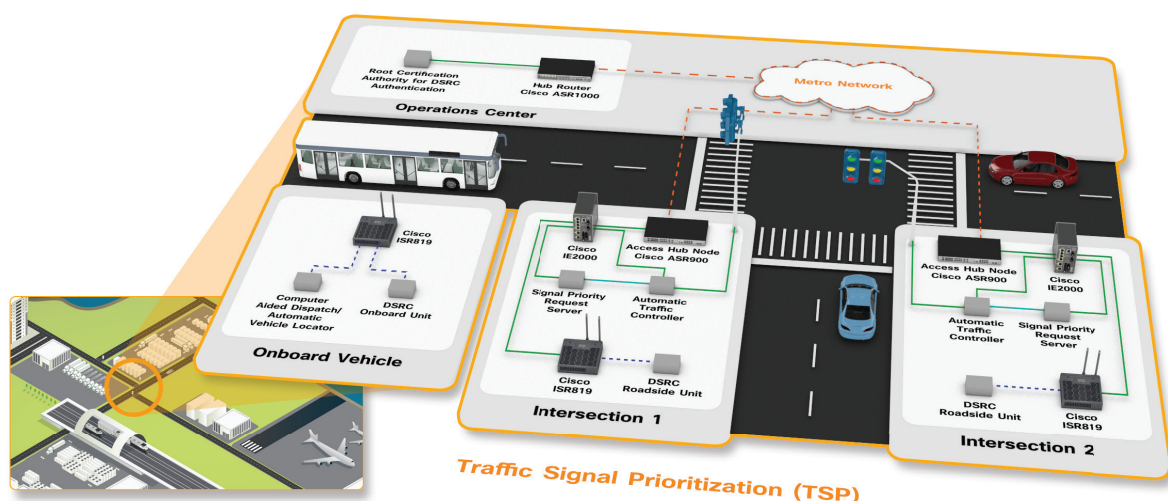 Root Certification
Authority for DSRC
Authentication
Hub Router
Cisco ASR1000
Operations Center
Metro Network
Cisco
ISR819
Computer
Aided Dispatch/
Automatic
Vehicle Locator
DSRC
Onboard Unit
Onboard Vehicle
Cisco
IE2000
Access Hub Node
Cisco ASR900
Signal Priority
Request
Server
Automatic
Traffic
Controller
Cisco
ISR819
DSRC
Roadside Unit
Intersection 1
Access Hub Node
Cisco ASR900
Cisco
IE2000
Automatic
Traffic
Controller
Signal Priority
Request
Server
DSRC
Roadside Unit
Cisco
ISR819
Intersection 2
Traffic Signal Prioritization (TSP)